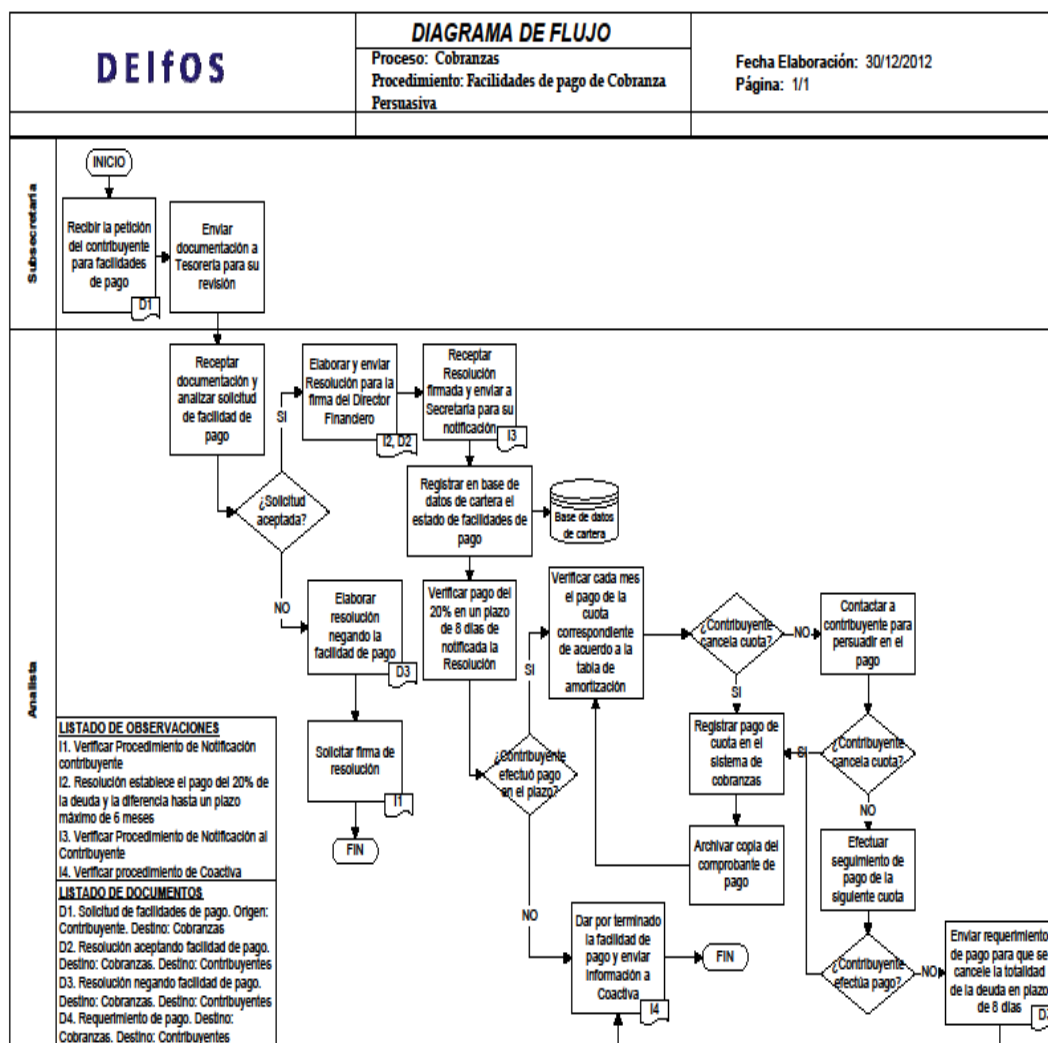 DElfOS
DIAGRAMA DE FLUJO
Proceso: Cobranzas
Procedimiento: Facilidades de pago de Cobranza
Persuasiva
Fecha Elaboración: 30/12/2012
Página: 1/1
Subsecretaría
INICIO
Recibir la petición
del contribuyente
para facilidades
de pago
D1
Enviar
documentación a
Tesorería para su
revisión
Analista
Receptar
documentación y
analizar solicitud
de facilidad de
pago
¿Solicitud
aceptada?
SI
Elaborar y enviar
Resolución para la
firma del Director
Financiero
I2, D2
Receptar
Resolución
firmada y enviar a
Secretaria para su
notificación
I3
Registrar en base de
datos de cartera el
estado de facilidades de
pago
Base de datos
de cartera
NO
Elaborar
resolución
negando la
facilidad de pago
D3
Solicitar firma de
resolución
I1
FIN
Verificar pago del
20% en un plazo
de 8 días de
notificada la
Resolución
¿Contribuyente
efectuó pago
en el plazo?
SI
Verificar cada mes
el pago de la
cuota
correspondiente
de acuerdo a la
tabla de
amortización
¿Contribuyente
cancela cuota?
NO
Contactar a
contribuyente para
persuadir en el
pago
SI
Registrar pago de
cuota en el
sistema de
cobranzas
SI
¿Contribuyente
cancela cuota?
Archivar copia del
comprobante de
pago
NO
Efectuar
seguimiento de
pago de la
siguiente cuota
NO
Dar por terminado
la facilidad de
pago y enviar
información a
Coactiva
I4
FIN
¿Contribuyente
efectúa pago?
NO
Enviar requerimiento
de pago para que se
cancele la totalidad
de la deuda en plazo
de 8 días
LISTADO DE OBSERVACIONES
I1. Verificar Procedimiento de Notificación
contribuyente
I2. Resolución establece el pago del 20% de
la deuda y la diferencia hasta un plazo
máximo de 6 meses
I3. Verificar Procedimiento de Notificación al
Contribuyente
I4. Verificar procedimiento de Coactiva
LISTADO DE DOCUMENTOS
D1. Solicitud de facilidades de pago. Origen:
Contribuyente. Destino: Cobranzas
D2. Resolución aceptando facilidad de pago.
Destino: Cobranzas. Destino: Contribuyentes
D3. Resolución negando facilidad de pago.
Destino: Cobranzas. Destino: Contribuyentes
D4. Requerimiento de pago. Destino:
Cobranzas. Destino: Contribuyentes